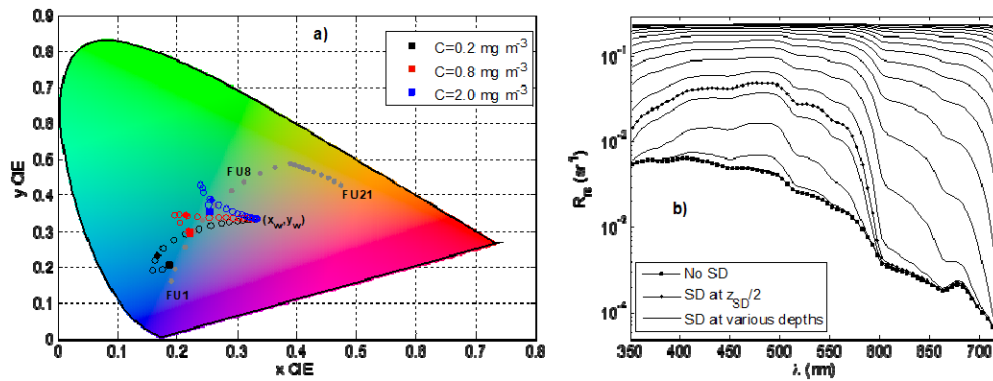 a)
C=0.2 mg m⁻³
C=0.8 mg m⁻³
C=2.0 mg m⁻³
0.9
0.8
0.7
0.6
0.5
0.4
0.3
0.2
0.1
0
y CIE
FU8
FU21
(x_w,y_w)
FU1
0 0.1 0.2 0.3 0.4 0.5 0.6 0.7 0.8
x CIE
b)
10⁻¹
10⁻²
10⁻³
10⁻⁴
R_rs (sr⁻¹)
No SD
SD at z_SD/2
SD at various depths
350 400 450 500 550 600 650 700
λ (nm)